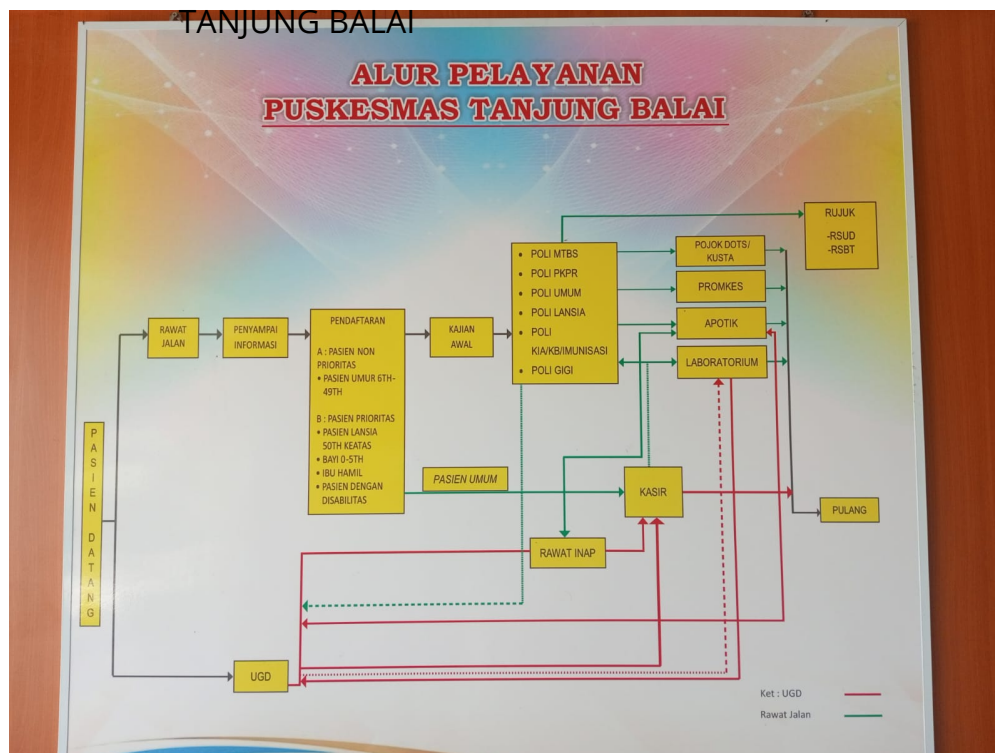 TANJUNG BALAI
ALUR PELAYANAN
PUSKESMAS TANJUNG BALAI
RUJUK
-RSUD
-RSBT
• POLI MTBS
• POLI PKPR
• POLI UMUM
• POLI LANSIA
• POLI
KIA/KB/IMUNISASI
• POLI GIGI
POJOK DOTS/
KUSTA
PROMKES
APOTIK
LABORATORIUM
RAWAT
JALAN
PENYAMPAI
INFORMASI
PENDAFTARAN
A : PASIEN NON
PRIORITAS
• PASIEN UMUR 6TH-
49TH
B : PASIEN PRIORITAS
• PASIEN LANSIA
50TH KEATAS
• BAYI 0-5TH
• IBU HAMIL
• PASIEN DENGAN
DISABILITAS
KAJIAN
AWAL
PASIEN DATANG
PASIEN UMUM
KASIR
PULANG
RAWAT INAP
UGD
Ket : UGD
Rawat Jalan